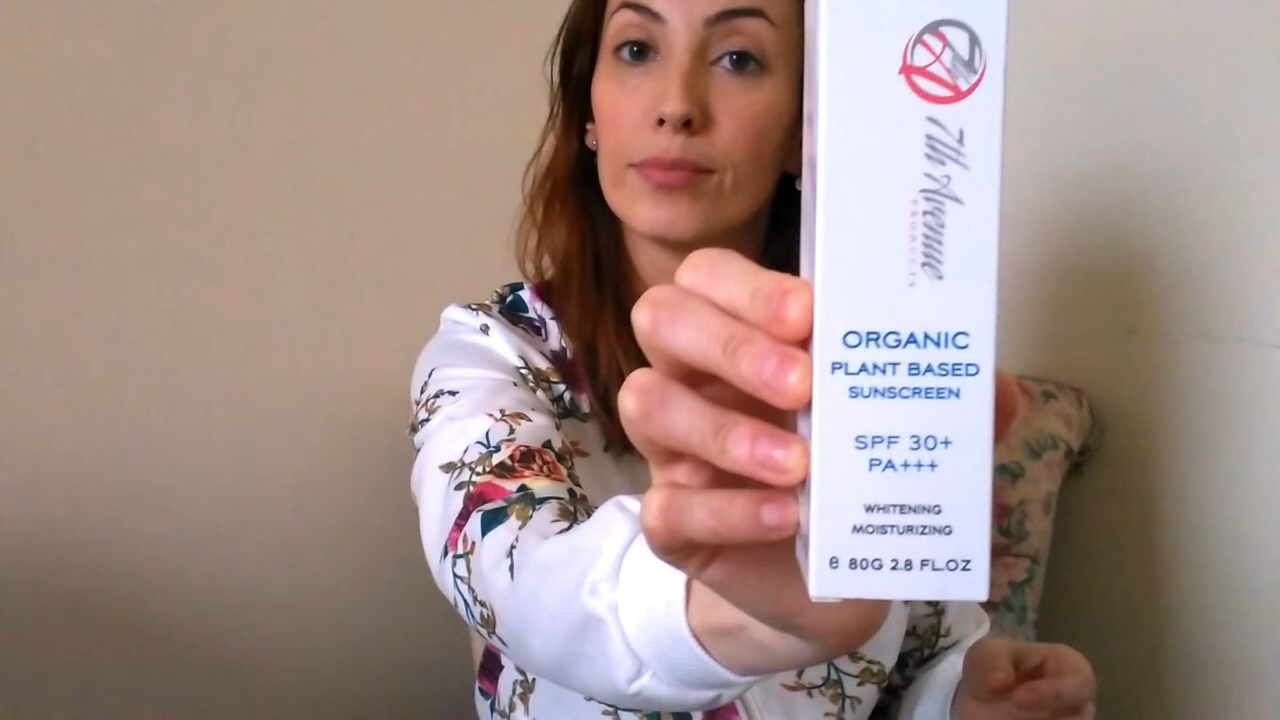 7th Avenue
PRODUCTS
ORGANIC
PLANT BASED
SUNSCREEN
SPF 30+
PA+++
WHITENING
MOISTURIZING
e 80G 2.8 FL.OZ